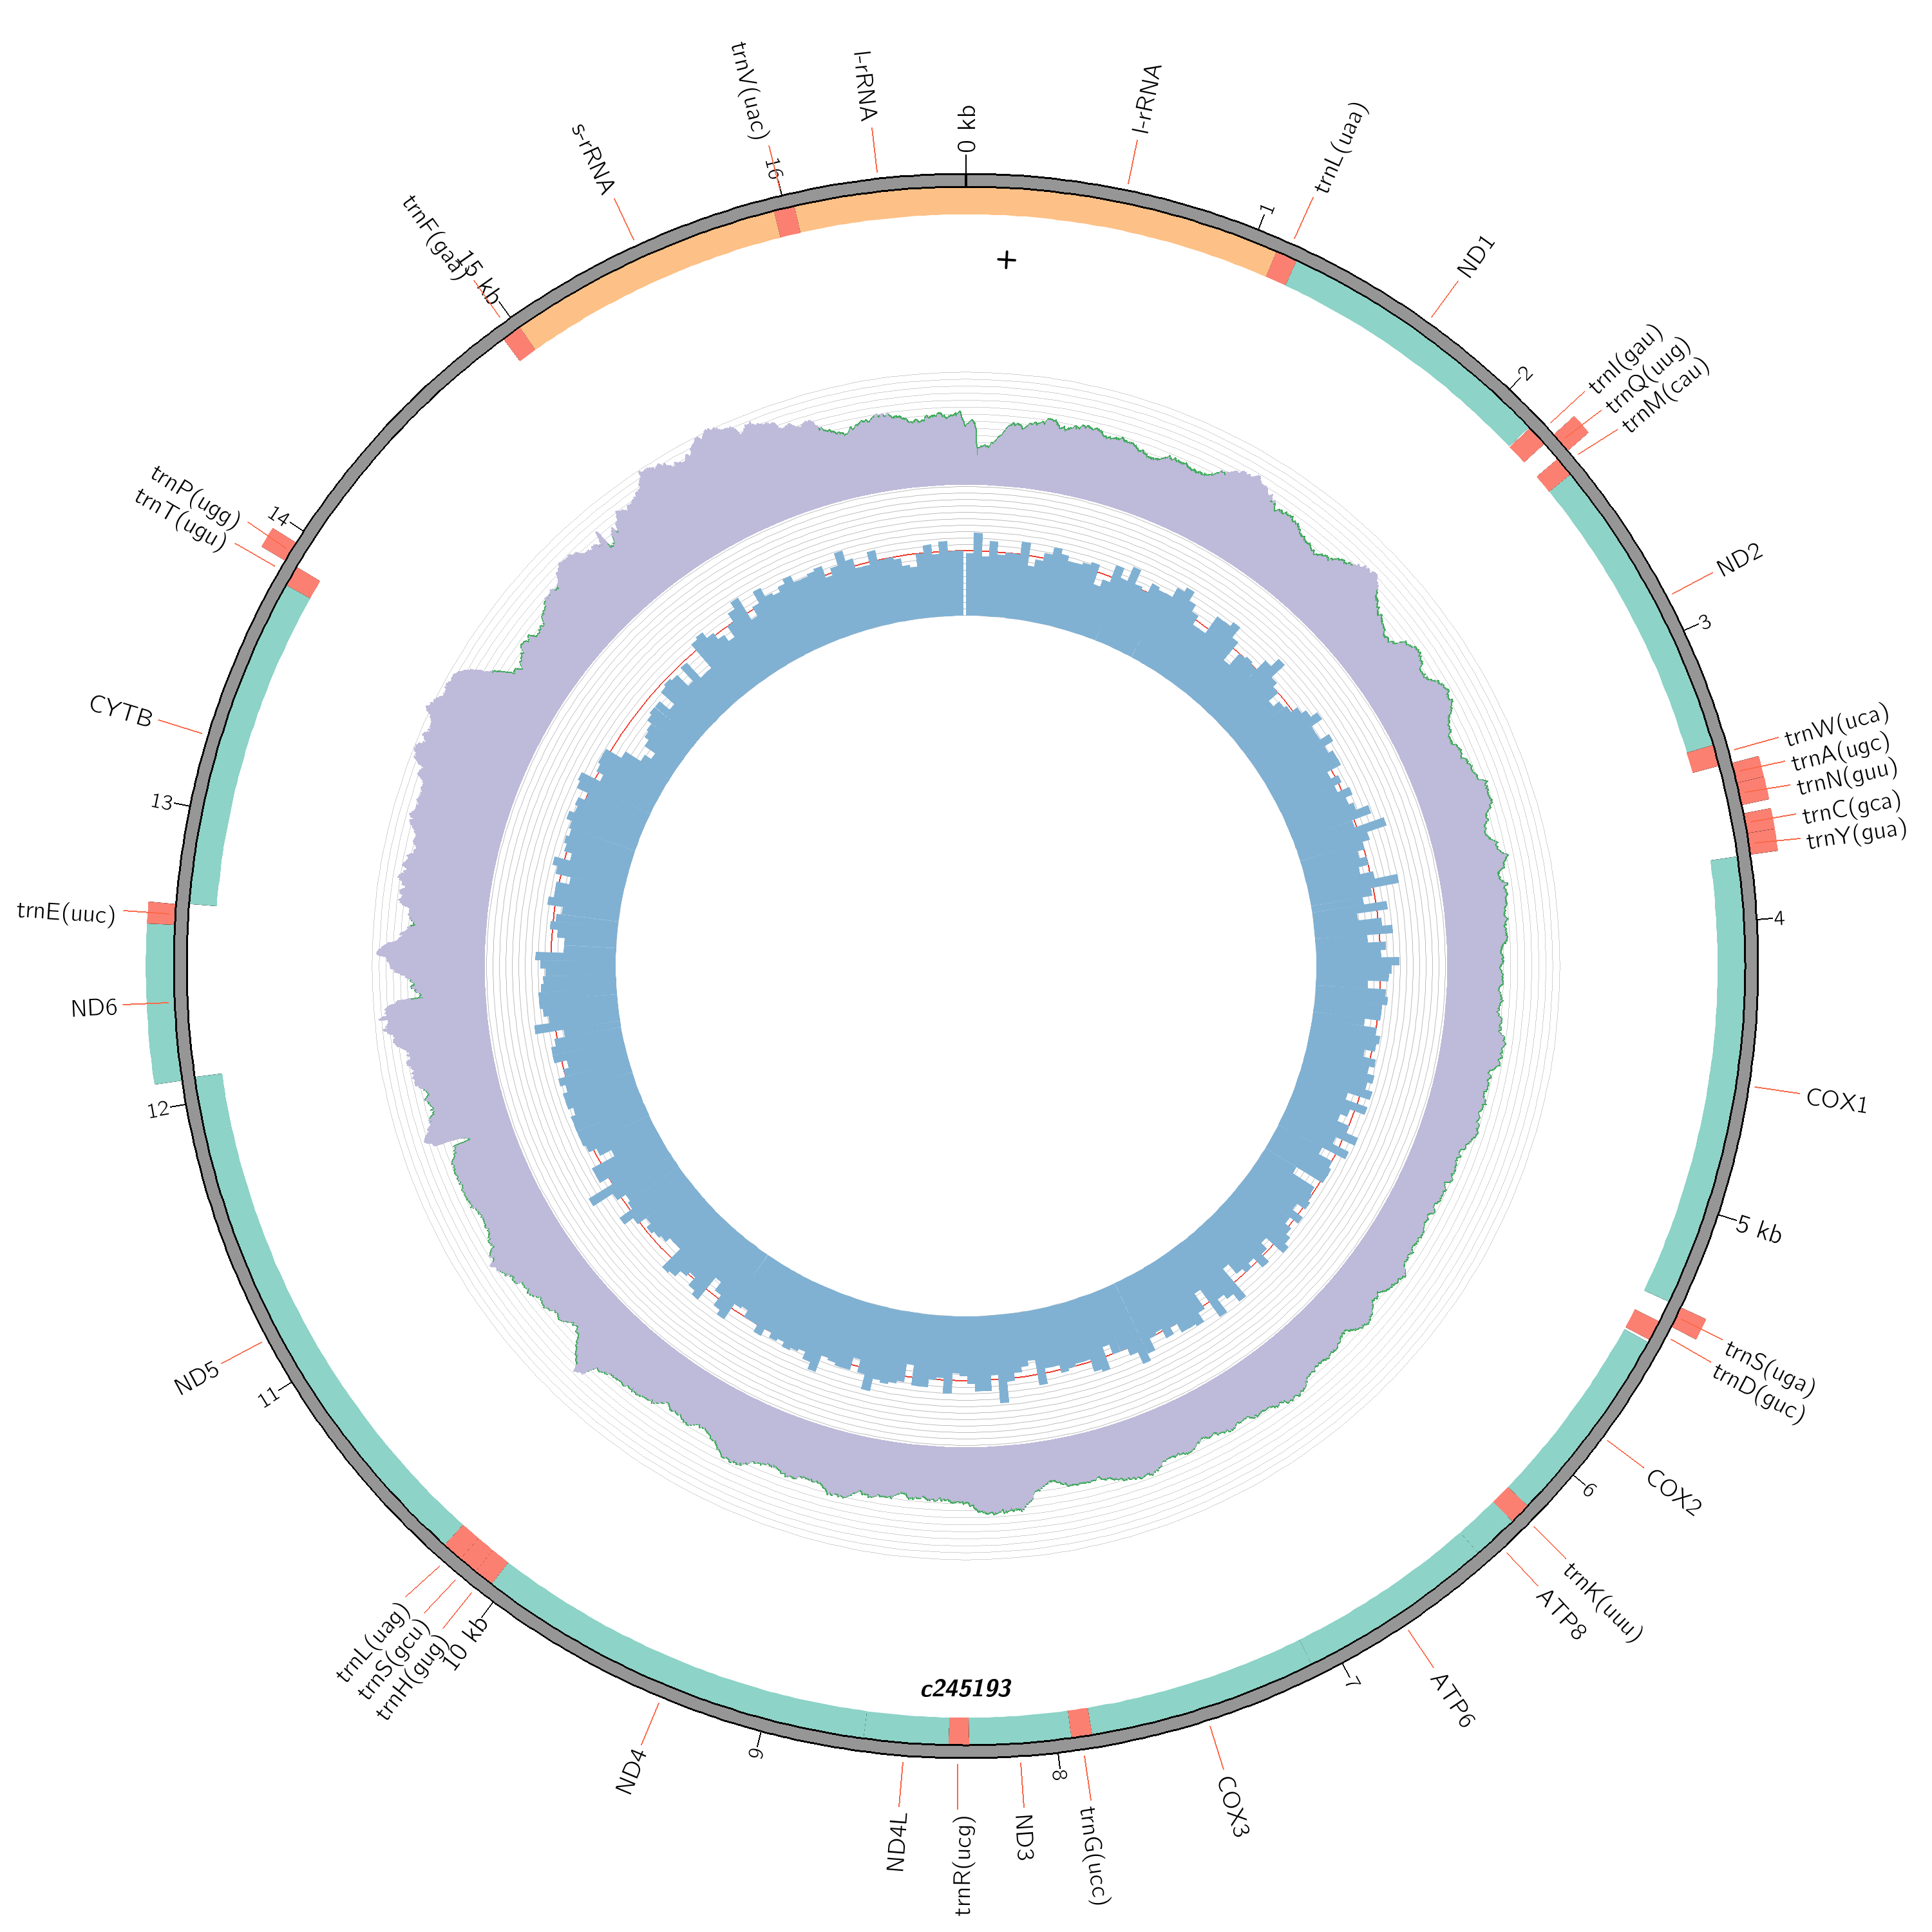 0 kb
l-rRNA
trnL(uaa)
1
ND1
2
trnI(gau)
trnQ(uug)
trnM(cau)
ND2
3
trnW(uca)
trnA(ugc)
trnN(guu)
trnC(gca)
trnY(gua)
4
COX1
5 kb
trnS(uga)
trnD(guc)
COX2
6
trnK(uuu)
ATP8
ATP6
7
COX3
trnG(ucc)
8
ND3
trnR(ucg)
ND4L
9
ND4
10 kb
trnH(gug)
trnS(gcu)
trnL(uag)
11
ND5
12
ND6
trnE(uuc)
13
CYTB
trnT(ugu)
trnP(ugg)
14
15 kb
trnF(gaa)
s-rRNA
16
trnV(uac)
l-rRNA
+
c245193